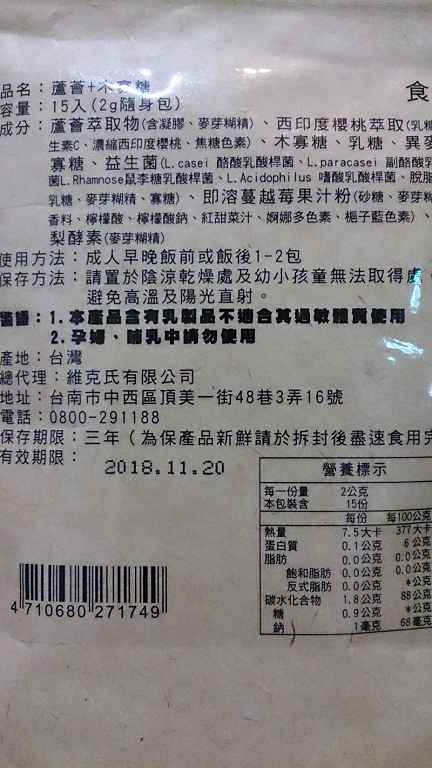 品名：蘆薈+木寡糖
食
容量：15入(2g隨身包)
成分：蘆薈萃取物(含凝膠、麥芽糊精)、西印度櫻桃萃取(乳糖
生素C、濃縮西印度櫻桃、焦糖色素)、木寡糖、乳糖、異麥
寡糖、益生菌(L.casei 酪酸乳酸桿菌、L.paracasei 副酪酸乳
菌L.Rhamnose鼠李糖乳酸桿菌、L.Acidophilus 嗜酸乳酸桿菌、脫脂
乳糖、麥芽糊精、寡糖)、即溶蔓越莓果汁粉(砂糖、麥芽糊
香料、檸檬酸、檸檬酸鈉、紅甜菜汁、婀娜多色素、梔子藍色素)、
梨酵素(麥芽糊精)
使用方法：成人早晚飯前或飯後1-2包
保存方法：請置於陰涼乾燥處及幼小孩童無法取得處
避免高溫及陽光直射。
警語：1.本產品含有乳製品不適合其過敏體質使用
2.孕婦、哺乳中請勿使用
產地：台灣
總代理：維克氏有限公司
地址：台南市中西區頂美一街48巷3弄16號
電話：0800-291188
保存期限：三年(為保產品新鮮請於拆封後盡速食用完
有效期限：
2018.11.20
營養標示
每一份量 2公克
本包裝含 15份
每份 每100公克
熱量 7.5大卡 377大卡
蛋白質 0.1公克 6公克
脂肪 0.0公克 0.0公克
飽和脂肪 0.0公克 0.0公克
反式脂肪 0.0公克 *公克
碳水化合物 1.8公克 88公克
糖 0.9公克 *公克
鈉 1毫克 68毫克
4 710680 271749